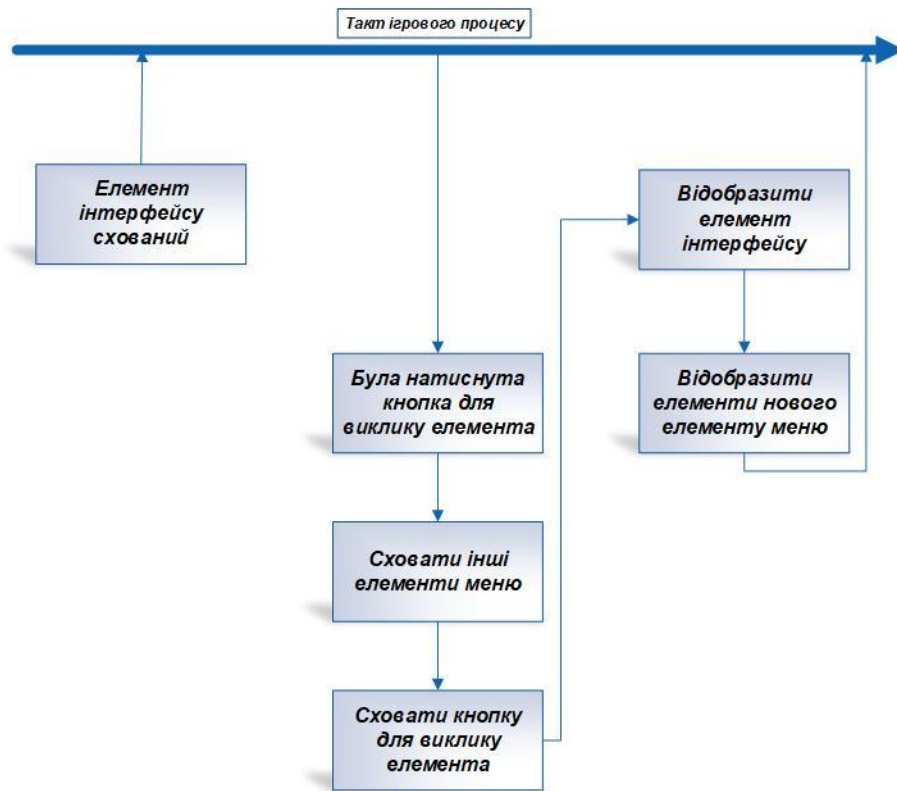 Такт ігрового процесу
Елемент
інтерфейсу
схований
Була натиснута
кнопка для
виклику елемента
Сховати інші
елементи меню
Сховати кнопку
для виклику
елемента
Відобразити
елемент
інтерфейсу
Відобразити
елементи нового
елементу меню